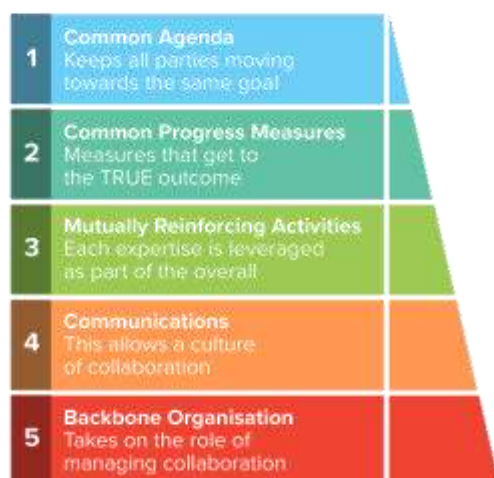 1
Common Agenda
Keeps all parties moving
towards the same goal
2
Common Progress Measures
Measures that get to
the TRUE outcome
3
Mutually Reinforcing Activities
Each expertise is leveraged
as part of the overall
4
Communications
This allows a culture
of collaboration
5
Backbone Organisation
Takes on the role of
managing collaboration